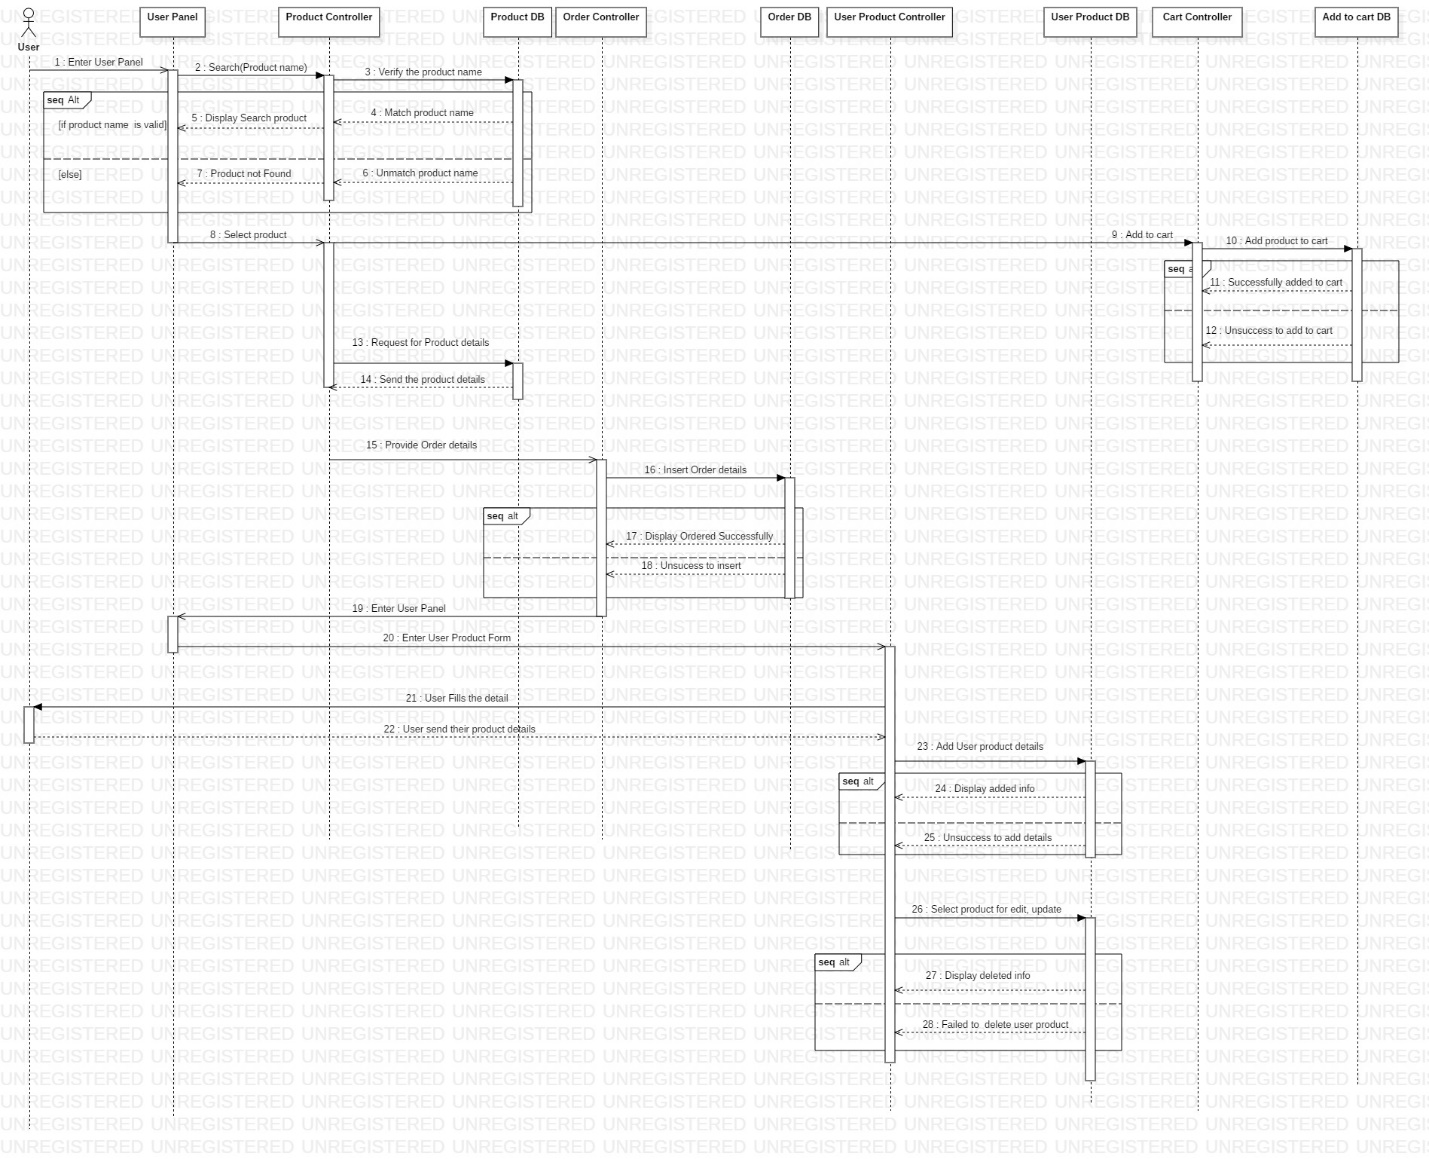 User
User Panel
Product Controller
Product DB
Order Controller
Order DB
User Product Controller
User Product DB
Cart Controller
Add to cart DB
1 : Enter User Panel
2 : Search(Product name)
3 : Verify the product name
seq Alt
[if product name  is valid]
4 : Match product name
5 : Display Search product
[else]
6 : Unmatch product name
7 : Product not Found
8 : Select product
9 : Add to cart
10 : Add product to cart
seq
11 : Successfully added to cart
12 : Unsuccess to add to cart
13 : Request for Product details
14 : Send the product details
15 : Provide Order details
16 : Insert Order details
seq alt
17 : Display Ordered Successfully
18 : Unsucess to insert
19 : Enter User Panel
20 : Enter User Product Form
21 : User Fills the detail
22 : User send their product details
23 : Add User product details
seq alt
24 : Display added info
25 : Unsuccess to add details
26 : Select product for edit, update
seq alt
27 : Display deleted info
28 : Failed to  delete user product
UNREGISTERED